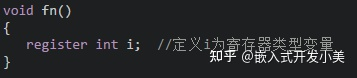 void fn()
{
register int i;  //定义i为寄存器类型变量
}
知乎 @嵌入式开发小美